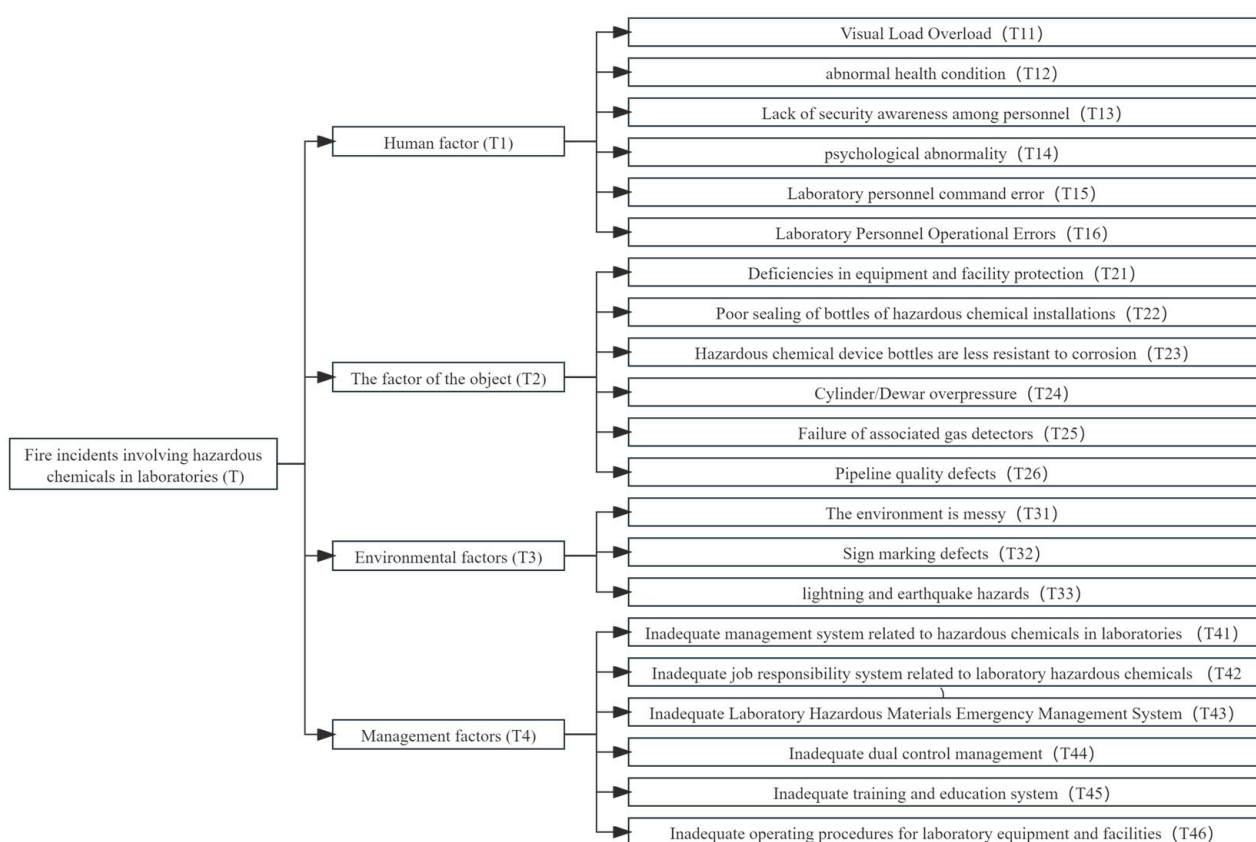 Fire incidents involving hazardous
chemicals in laboratories (T)
Human factor (T1)
Visual Load Overload（T11）
abnormal health condition（T12）
Lack of security awareness among personnel（T13）
psychological abnormality（T14）
Laboratory personnel command error（T15）
Laboratory Personnel Operational Errors（T16）
The factor of the object (T2)
Deficiencies in equipment and facility protection（T21）
Poor sealing of bottles of hazardous chemical installations（T22）
Hazardous chemical device bottles are less resistant to corrosion（T23）
Cylinder/Dewar overpressure（T24）
Failure of associated gas detectors（T25）
Pipeline quality defects（T26）
Environmental factors (T3)
The environment is messy（T31）
Sign marking defects（T32）
lightning and earthquake hazards（T33）
Management factors (T4)
Inadequate management system related to hazardous chemicals in laboratories （T41）
Inadequate job responsibility system related to laboratory hazardous chemicals （T42
）
Inadequate Laboratory Hazardous Materials Emergency Management System（T43）
Inadequate dual control management（T44）
Inadequate training and education system（T45）
Inadequate operating procedures for laboratory equipment and facilities（T46）